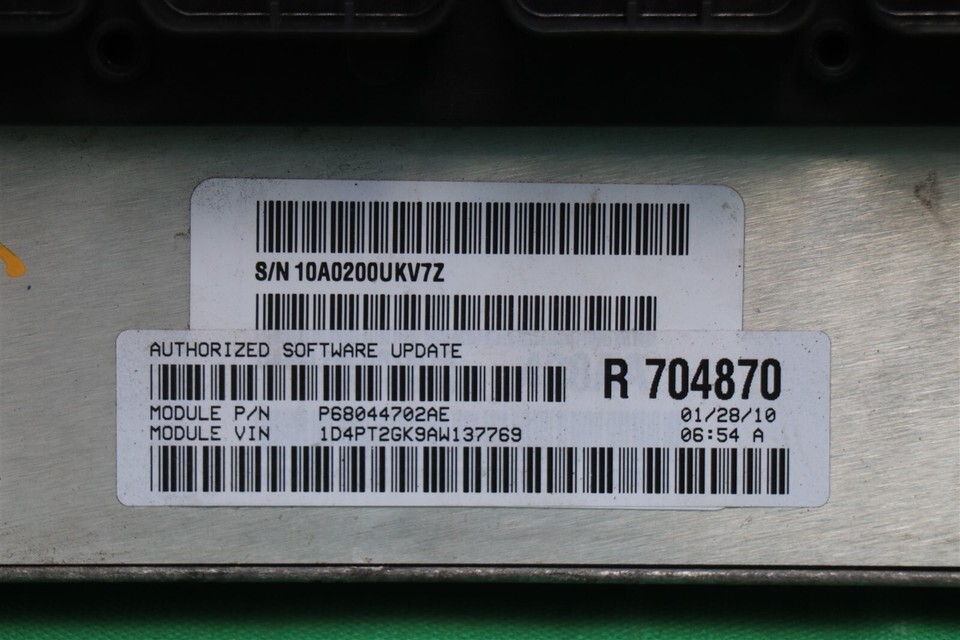 S/N 10A0200UKV7Z
AUTHORIZED SOFTWARE UPDATE
R 704870
MODULE P/N P68044702AE 01/28/10
MODULE VIN 1D4PT2GK9AW137769 06:54 A